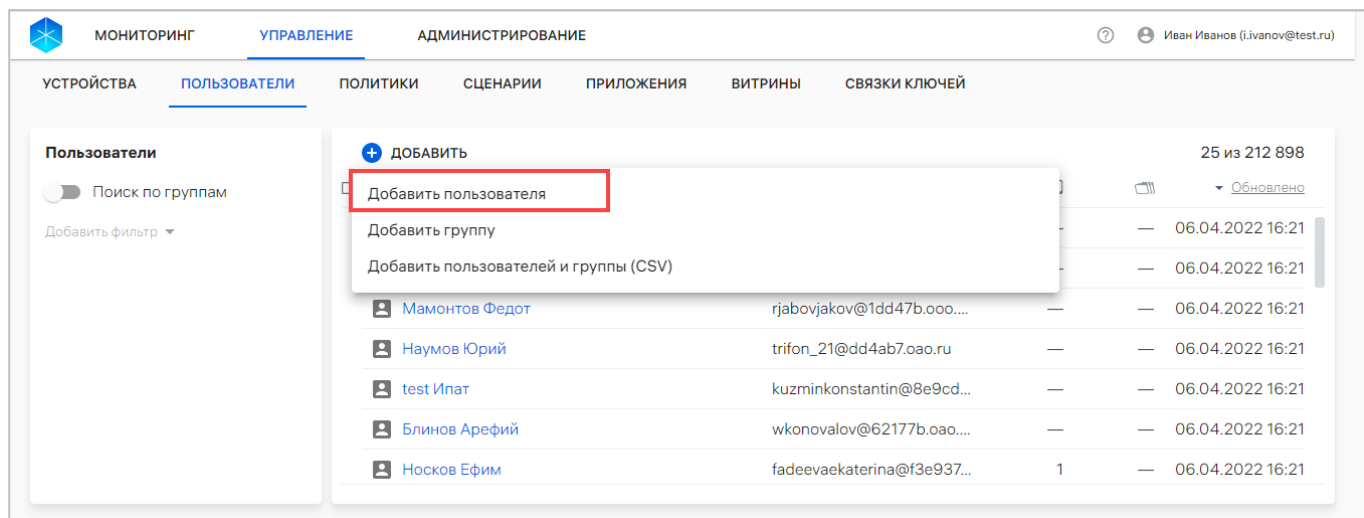 МОНИТОРИНГ УПРАВЛЕНИЕ АДМИНИСТРИРОВАНИЕ Иван Иванов (i.ivanov@test.ru)
УСТРОЙСТВА ПОЛЬЗОВАТЕЛИ ПОЛИТИКИ СЦЕНАРИИ ПРИЛОЖЕНИЯ ВИТРИНЫ СВЯЗКИ КЛЮЧЕЙ
Пользователи
Поиск по группам
Добавить фильтр
ДОБАВИТЬ 25 из 212 898
Добавить пользователя
Добавить группу
Добавить пользователей и группы (CSV)
Обновлено
— 06.04.2022 16:21
— 06.04.2022 16:21
Мамонтов Федот rjabovjakov@1dd47b.ooo.... — — 06.04.2022 16:21
Наумов Юрий trifon_21@dd4ab7.oao.ru — — 06.04.2022 16:21
test Ипат kuzminkonstantin@8e9cd... — — 06.04.2022 16:21
Блинов Арефий wkonovalov@62177b.oao.... — — 06.04.2022 16:21
Носков Ефим fadeevaekaterina@f3e937... 1 — 06.04.2022 16:21